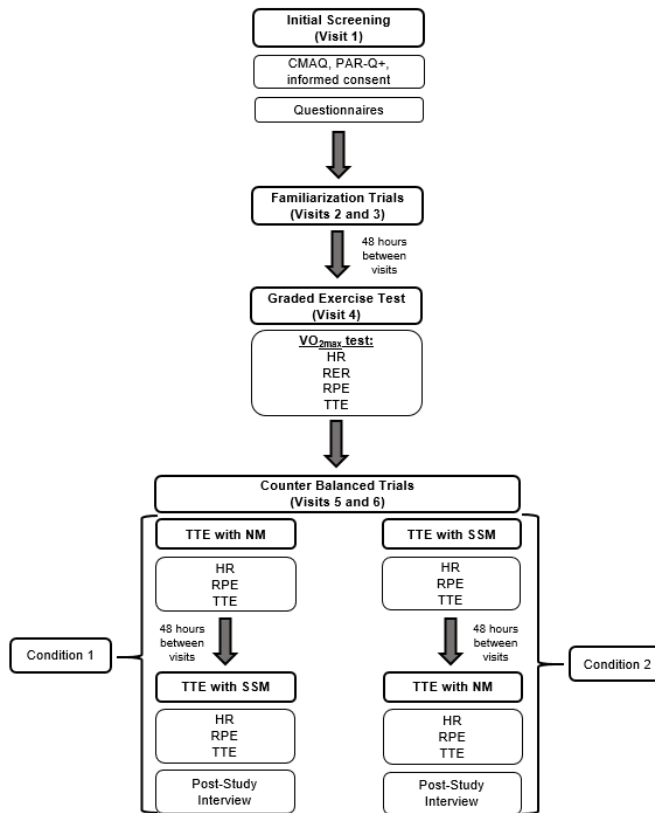 Initial Screening
(Visit 1)
CMAQ, PAR-Q+,
informed consent
Questionnaires
Familiarization Trials
(Visits 2 and 3)
48 hours
between
visits
Graded Exercise Test
(Visit 4)
VO2max test:
HR
RER
RPE
TTE
Counter Balanced Trials
(Visits 5 and 6)
TTE with NM
HR
RPE
TTE
48 hours
between
visits
Condition 1
TTE with SSM
HR
RPE
TTE
Post-Study
Interview
TTE with SSM
HR
RPE
TTE
48 hours
between
visits
Condition 2
TTE with NM
HR
RPE
TTE
Post-Study
Interview